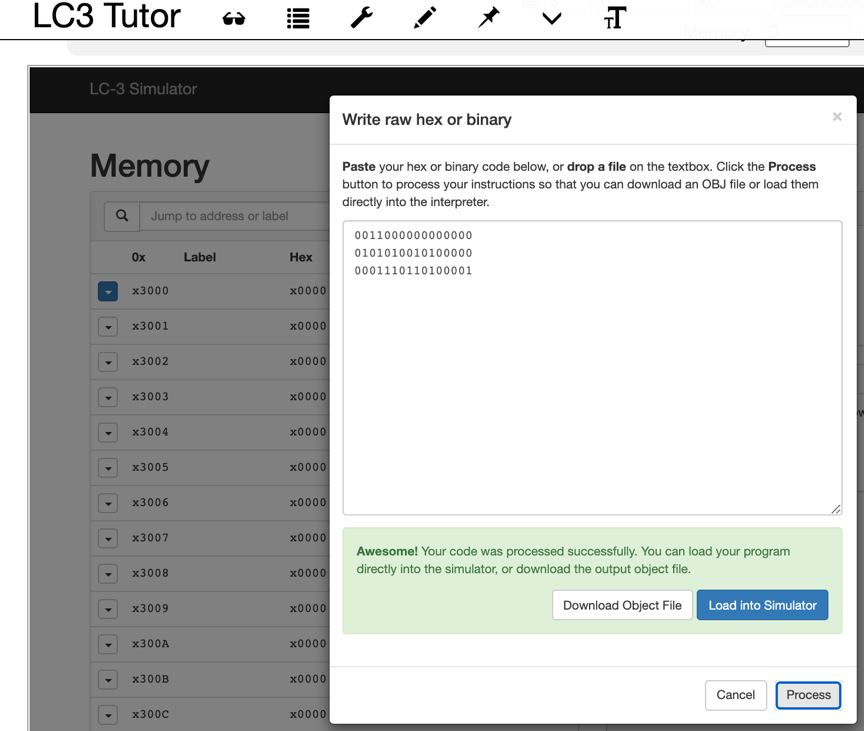 LC3 Tutor
LC-3 Simulator
Memory
Jump to address or label
0x Label Hex
x3000 x0000
x3001 x0000
x3002 x0000
x3003 x0000
x3004 x0000
x3005 x0000
x3006 x0000
x3007 x0000
x3008 x0000
x3009 x0000
x300A x0000
x300B x0000
x300C x0000
Write raw hex or binary ×
Paste your hex or binary code below, or drop a file on the textbox. Click the Process
button to process your instructions so that you can download an OBJ file or load them
directly into the interpreter.
0011000000000000
0101010010100000
0001110110100001
Awesome! Your code was processed successfully. You can load your program
directly into the simulator, or download the output object file.
Download Object File Load into Simulator
Cancel Process